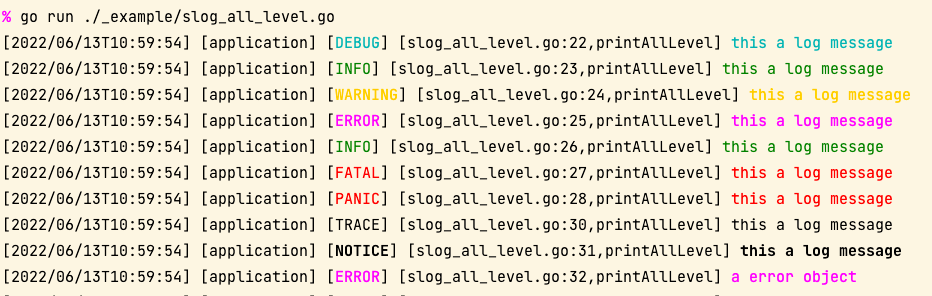 % go run ./_example/slog_all_level.go
[2022/06/13T10:59:54] [application] [DEBUG] [slog_all_level.go:22,printAllLevel] this a log message
[2022/06/13T10:59:54] [application] [INFO] [slog_all_level.go:23,printAllLevel] this a log message
[2022/06/13T10:59:54] [application] [WARNING] [slog_all_level.go:24,printAllLevel] this a log message
[2022/06/13T10:59:54] [application] [ERROR] [slog_all_level.go:25,printAllLevel] this a log message
[2022/06/13T10:59:54] [application] [INFO] [slog_all_level.go:26,printAllLevel] this a log message
[2022/06/13T10:59:54] [application] [FATAL] [slog_all_level.go:27,printAllLevel] this a log message
[2022/06/13T10:59:54] [application] [PANIC] [slog_all_level.go:28,printAllLevel] this a log message
[2022/06/13T10:59:54] [application] [TRACE] [slog_all_level.go:30,printAllLevel] this a log message
[2022/06/13T10:59:54] [application] [NOTICE] [slog_all_level.go:31,printAllLevel] this a log message
[2022/06/13T10:59:54] [application] [ERROR] [slog_all_level.go:32,printAllLevel] a error object